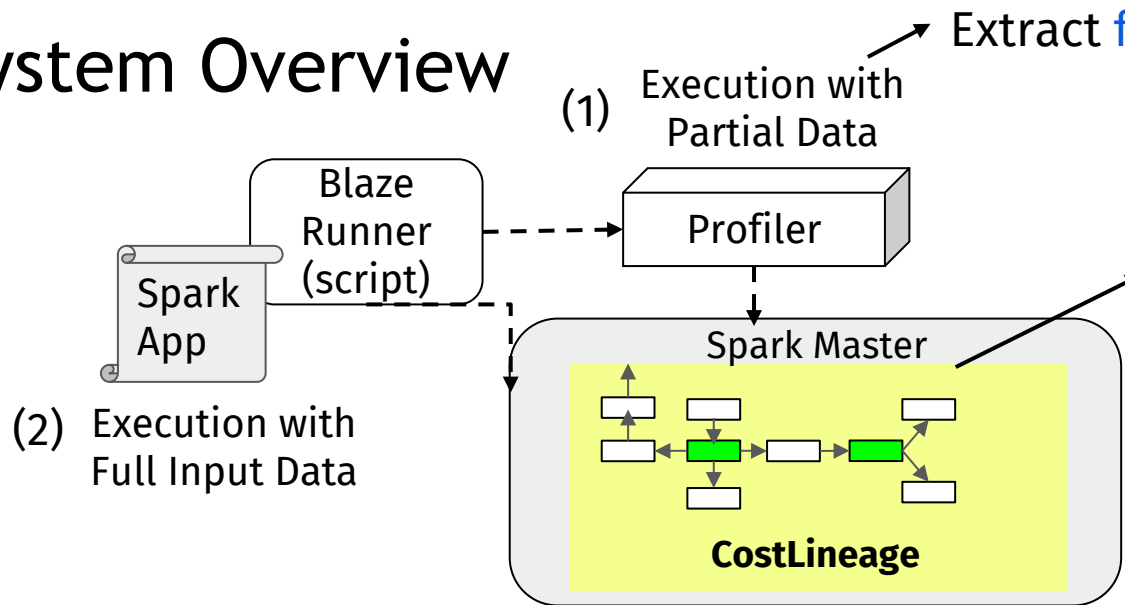 ystem Overview
Extract f
(1)
Execution with
Partial Data
Blaze
Runner
(script)
Profiler
Spark
App
Spark Master
(2)
Execution with
Full Input Data
CostLineage